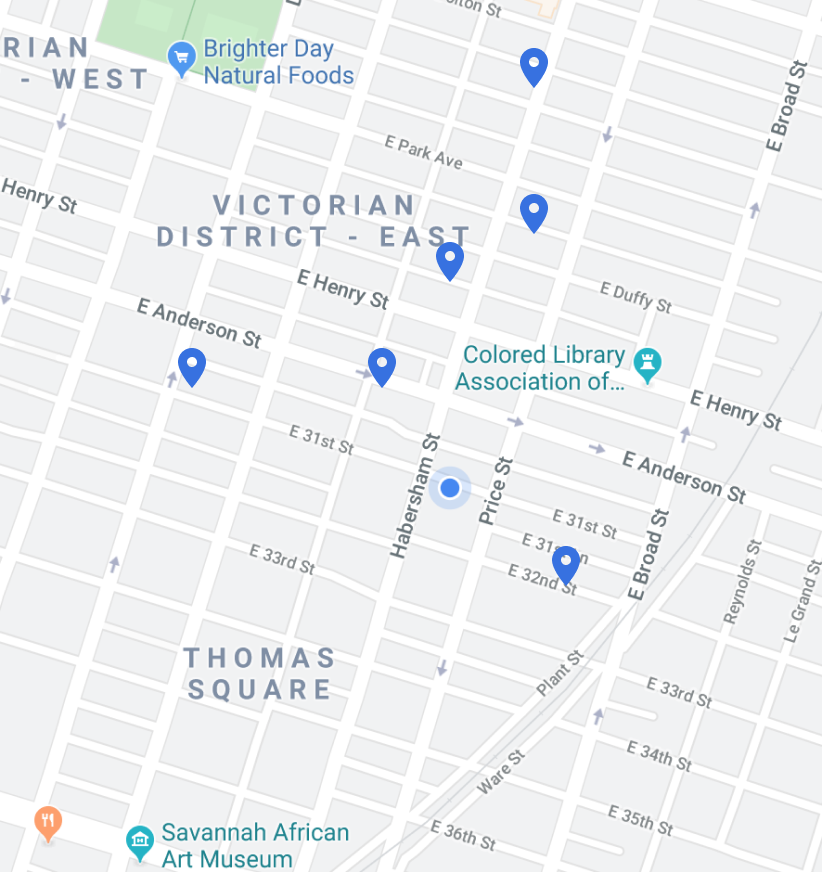 Brighter Day
Natural Foods
RIAN
- WEST
E Broad St
E Park Ave
Henry St
VICTORIAN
DISTRICT - EAST
E Henry St
E Duffy St
E Anderson St
Colored Library
Association of...
E Henry St
E 31st St
Habersham St
Price St
E Anderson St
E 31st St
E 32nd St
E Broad St
E 33rd St
Reynolds St
Le Grand St
THOMAS
SQUARE
Plant St
E 33rd St
E 34th St
Ware St
E 35th St
E 36th St
Savannah African
Art Museum